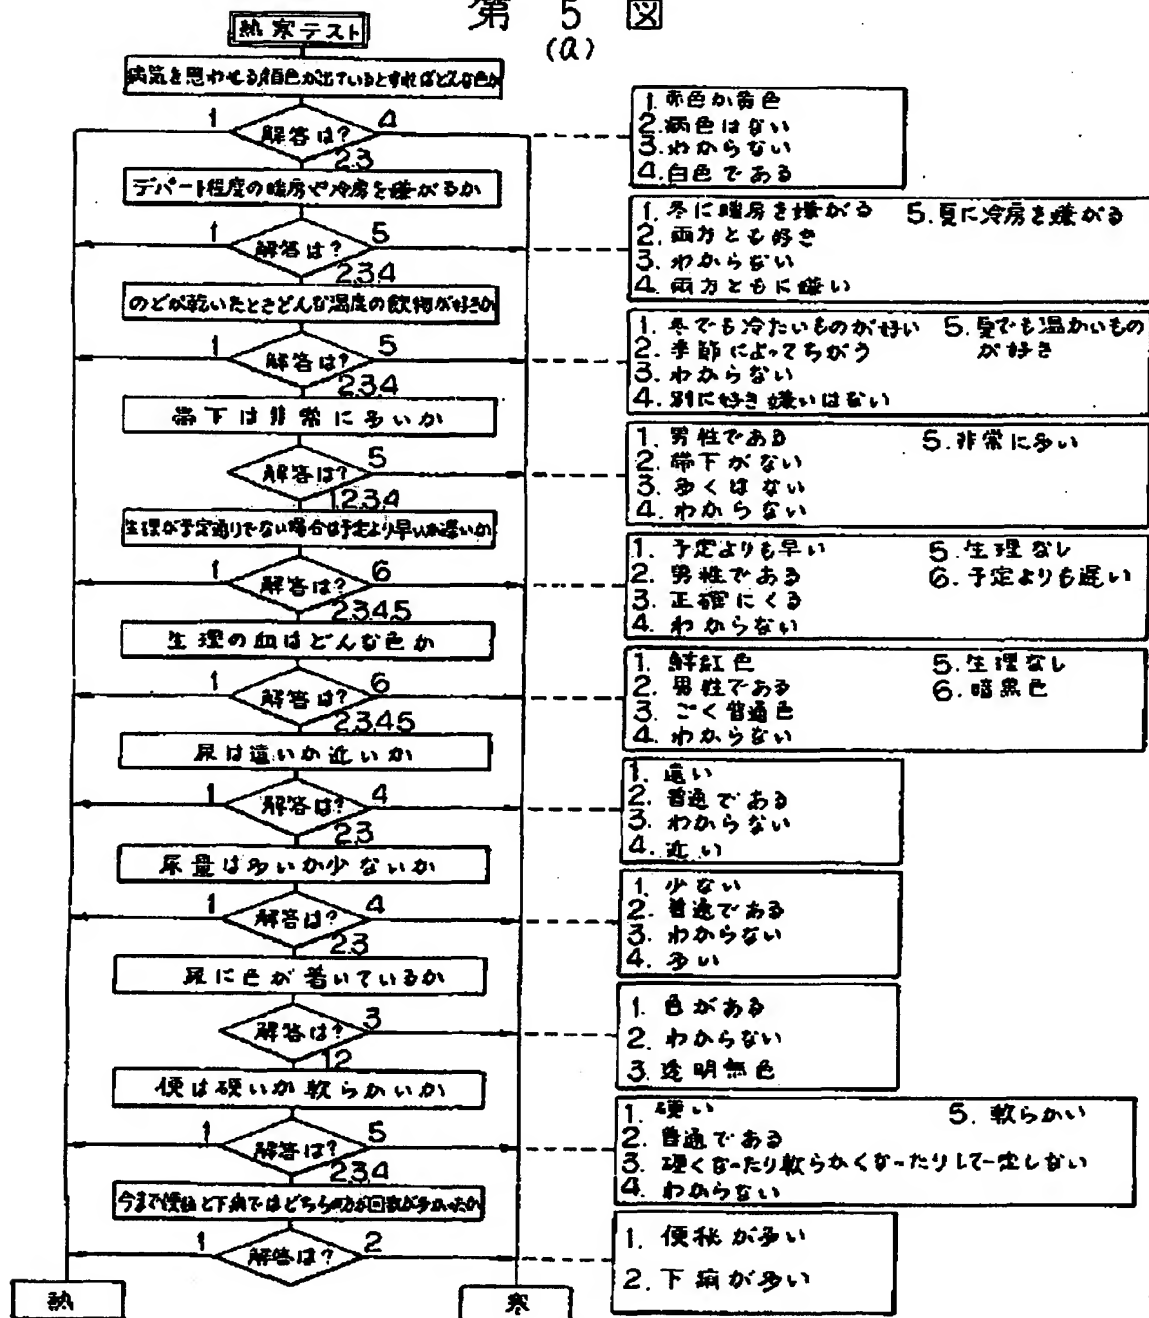 第 5 図
(a)
熱寒テスト
病気を思わせる顔色が出ているとすればどんな色か
1 解答は? 4
2.3
1. 赤色か黄色
2. 病色はない
3. わからない
4. 白色である
デパート程度の暖房や冷房を嫌がるか
1 解答は? 5
2.3.4
1. 冬に暖房を嫌がる 5. 夏に冷房を嫌がる
2. 両方とも好き
3. わからない
4. 両方ともに嫌い
のどが乾いたときどんな温度の飲物が好きか
1 解答は? 5
2.3.4
1. 冬でも冷たいものが好い 5. 夏でも温かいもの
2. 季節によってちがう が好き
3. わからない
4. 別に好き嫌いはない
帯下は非常に多いか
解答は? 5
1.2.3.4
1. 男性である 5. 非常に多い
2. 帯下がない
3. 多くはない
4. わからない
生理が予定通りでない場合は予定より早いか遅いか
1 解答は? 6
2.3.4.5
1. 予定よりも早い 5. 生理なし
2. 男性である 6. 予定よりも遅い
3. 正確にくる
4. わからない
生理の血はどんな色か
1 解答は? 6
2.3.4.5
1. 鮮紅色 5. 生理なし
2. 男性である 6. 暗黒色
3. ごく普通色
4. わからない
尿は遠いか近いか
1 解答は? 4
2.3
1. 遠い
2. 普通である
3. わからない
4. 近い
尿量は多いか少ないか
1 解答は? 4
2.3
1. 少ない
2. 普通である
3. わからない
4. 多い
尿に色が着いているか
解答は? 3
1.2
1. 色がある
2. わからない
3. 透明無色
便は硬いか軟らかいか
1 解答は? 5
2.3.4
1. 硬い 5. 軟らかい
2. 普通である
3. 硬くなったり軟らかくなったりして一定しない
4. わからない
今まで便秘と下痢ではどちらの方が回数が多かったか
1 解答は? 2
1. 便秘が多い
2. 下痢が多い
熱 寒